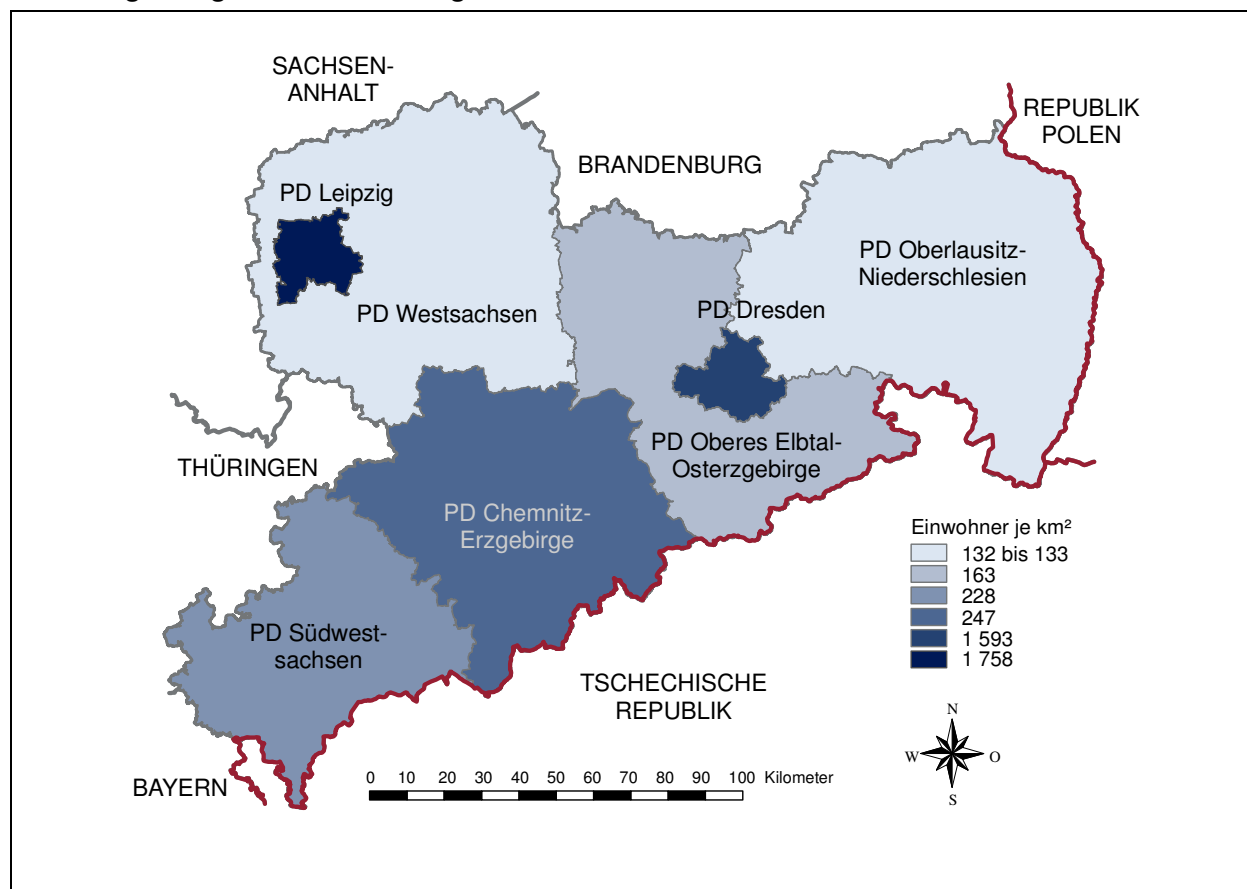 SACHSEN-
ANHALT
REPUBLIK
POLEN
BRANDENBURG
PD Leipzig
PD Oberlausitz-
Niederschlesien
PD Westsachsen
PD Dresden
PD Oberes Elbtal-
Osterzgebirge
THÜRINGEN
PD Chemnitz-
Erzgebirge
Einwohner je km²
132 bis 133
163
228
247
1 593
1 758
PD Südwest-
sachsen
TSCHECHISCHE
REPUBLIK
BAYERN
0 10 20 30 40 50 60 70 80 90 100 Kilometer
N
W O
S